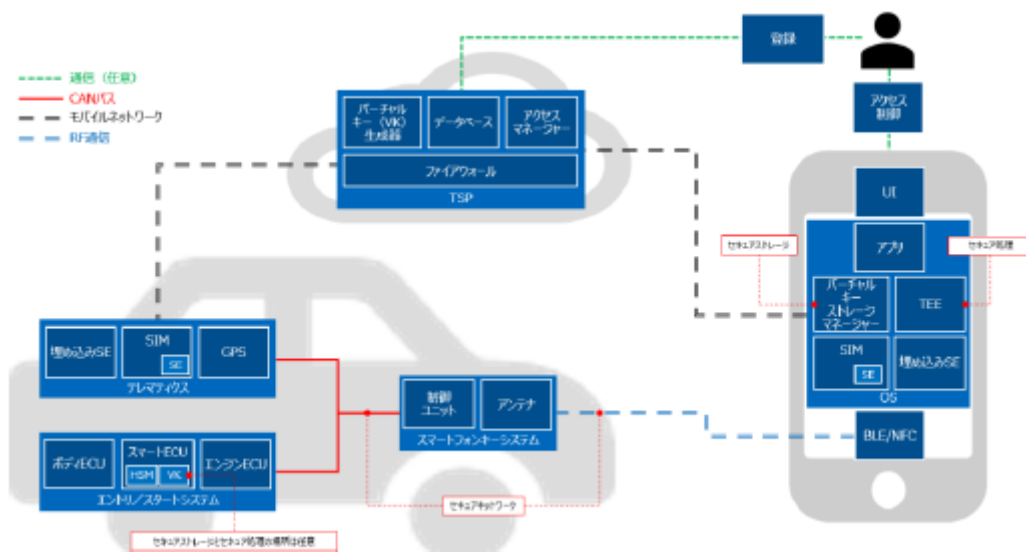 登録
通信（任意）
CANバス
モバイルネットワーク
RF通信
バーチャル
キー（VK）
生成器
データベース
アクセス
マネージャー
ファイアウォール
TSP
アクセス
制御
UI
アプリ
セキュアストレージ
セキュア処理
バーチャル
キー
ストレージ
マネージャー
TEE
SIM
SE
埋め込みSE
OS
BLE/NFC
埋め込みSE
SIM
SE
GPS
テレマティクス
制御
ユニット
アンテナ
スマートフォンキーシステム
ボディECU
スマートECU
HSM
VK
エンジンECU
エントリ／スタートシステム
セキュアネットワーク
セキュアストレージとセキュア処理の場所は任意